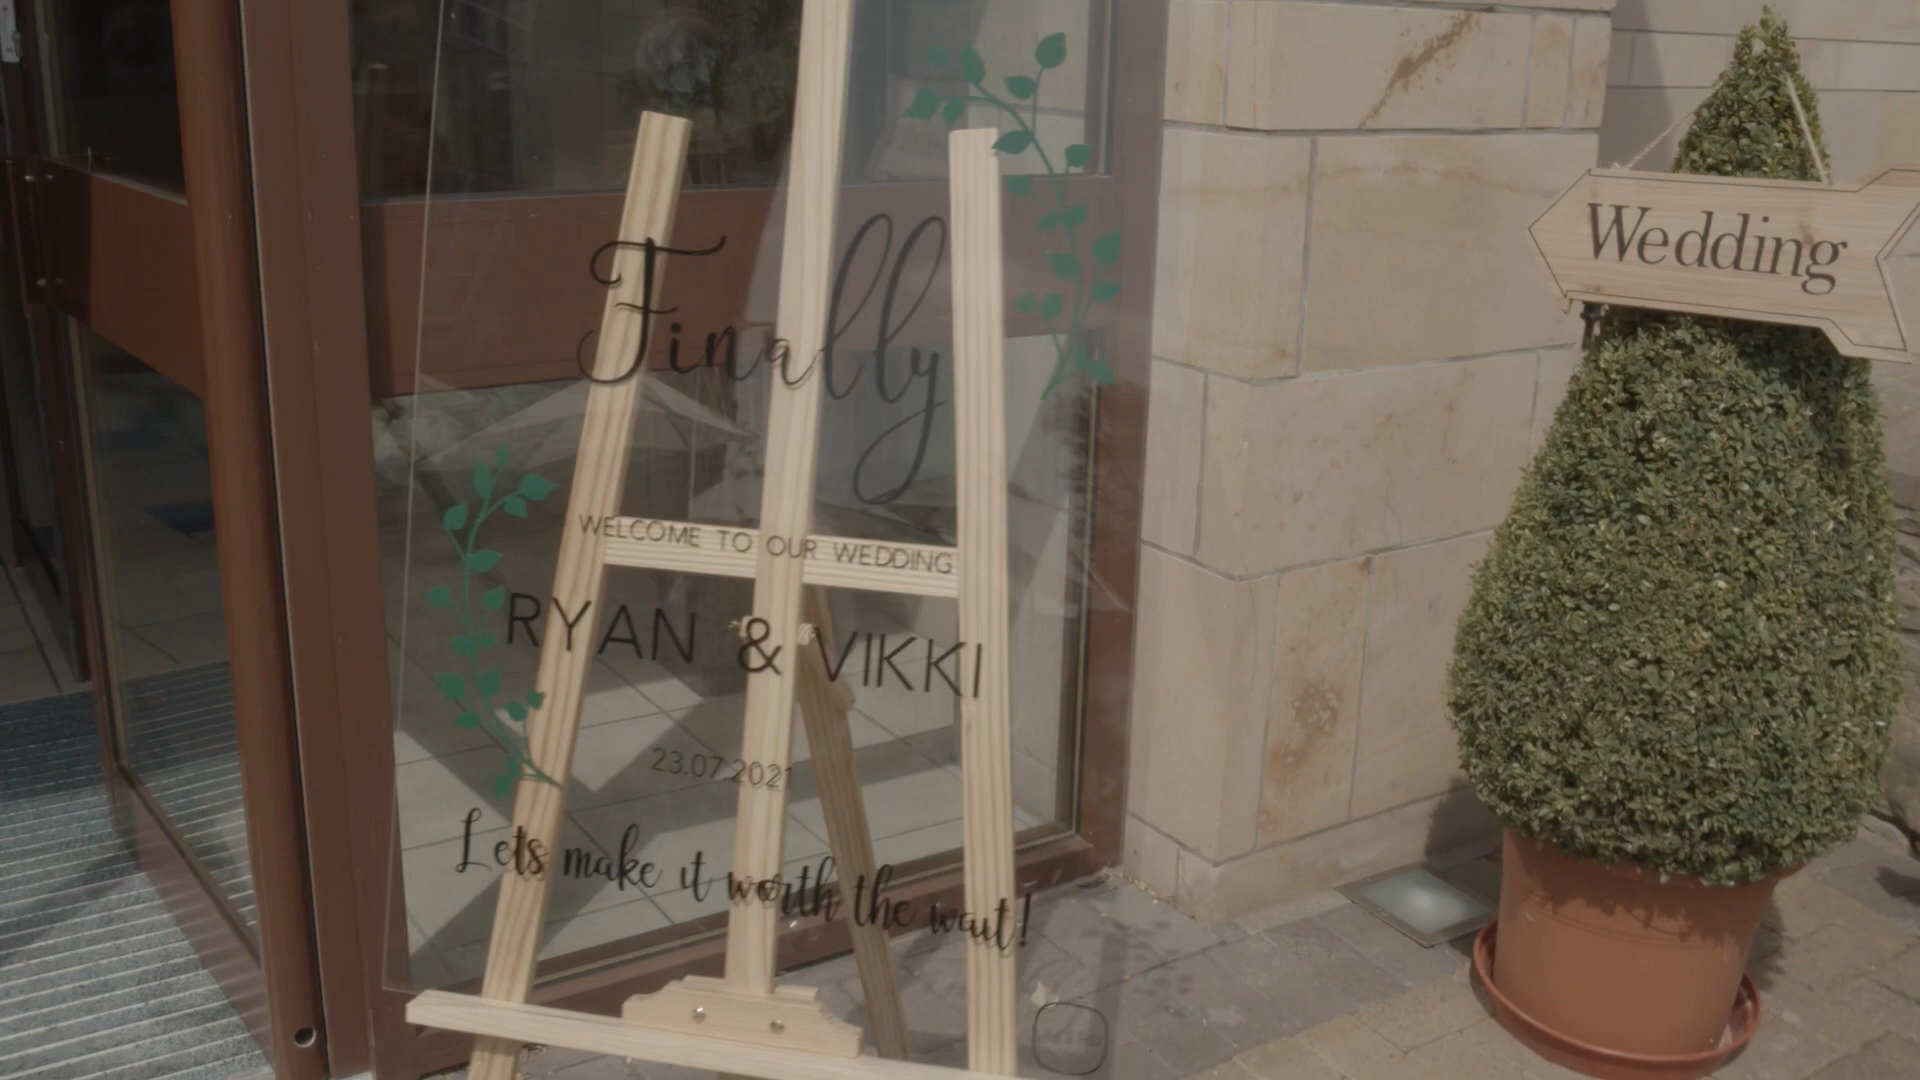 Finally
WELCOME TO OUR WEDDING
RYAN & VIKKI
23.07.2021
Lets make it worth the wait!
Wedding